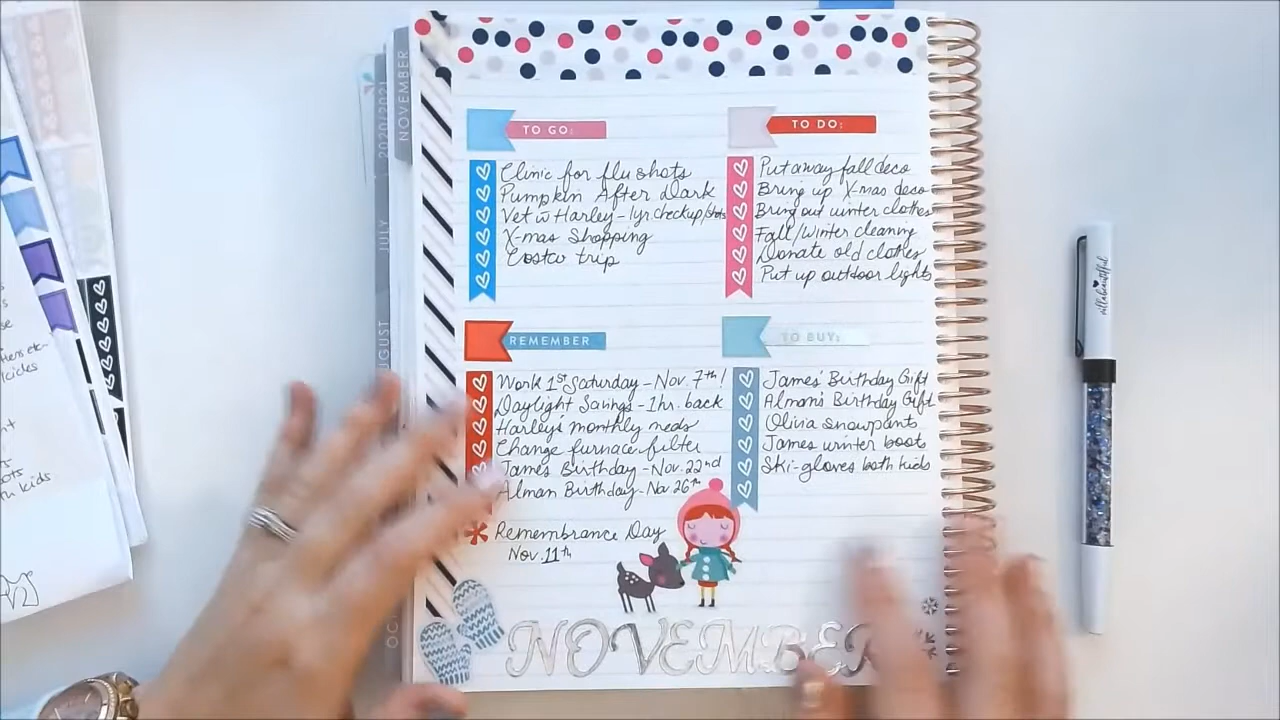 NOVEMBER
2020/2021
JULY
AUGUST
TO GO:
Clinic for flu shots
Pumpkin After Dark
Vet w Harley - 1yr checkup/shots
X-mas Shopping
Costco trip
TO DO:
Put away fall deco
Bring up X-mas deco
Bring out winter clothes
Fall/Winter cleaning
Donate old clothes
Put up outdoor lights
REMEMBER
Work 1st Saturday - Nov. 7th!
Daylight Savings - 1hr. back
Harleys monthly meds
Change furnace filter
James Birthday - Nov. 22nd
Alman Birthday - Nov 26th
* Remembrance Day
Nov. 11th
TO BUY:
James' Birthday Gift
Alman's Birthday Gift
Olivia snowpants
James winter boots
Ski-gloves both kids
NOVEMBER
kids